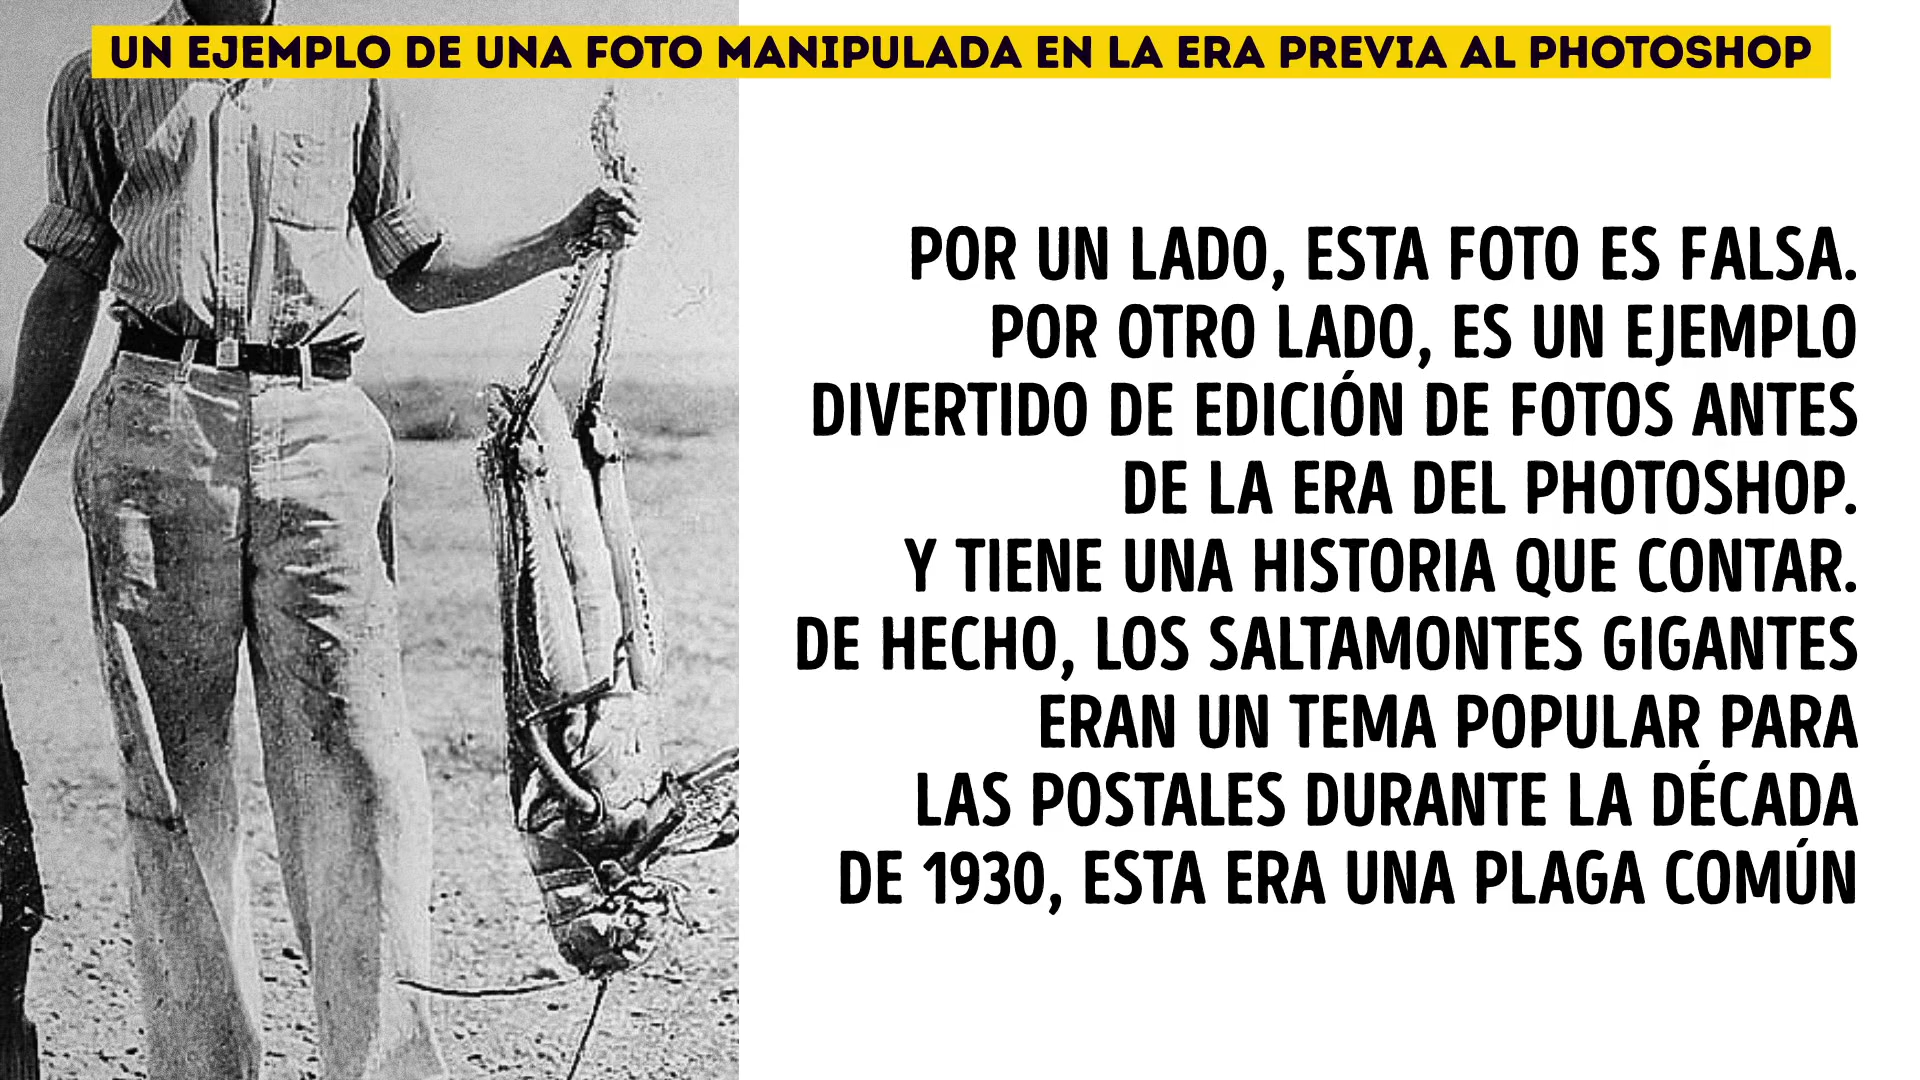 UN EJEMPLO DE UNA FOTO MANIPULADA EN LA ERA PREVIA AL PHOTOSHOP
POR UN LADO, ESTA FOTO ES FALSA.
POR OTRO LADO, ES UN EJEMPLO
DIVERTIDO DE EDICIÓN DE FOTOS ANTES
DE LA ERA DEL PHOTOSHOP.
Y TIENE UNA HISTORIA QUE CONTAR.
DE HECHO, LOS SALTAMONTES GIGANTES
ERAN UN TEMA POPULAR PARA
LAS POSTALES DURANTE LA DÉCADA
DE 1930, ESTA ERA UNA PLAGA COMÚN